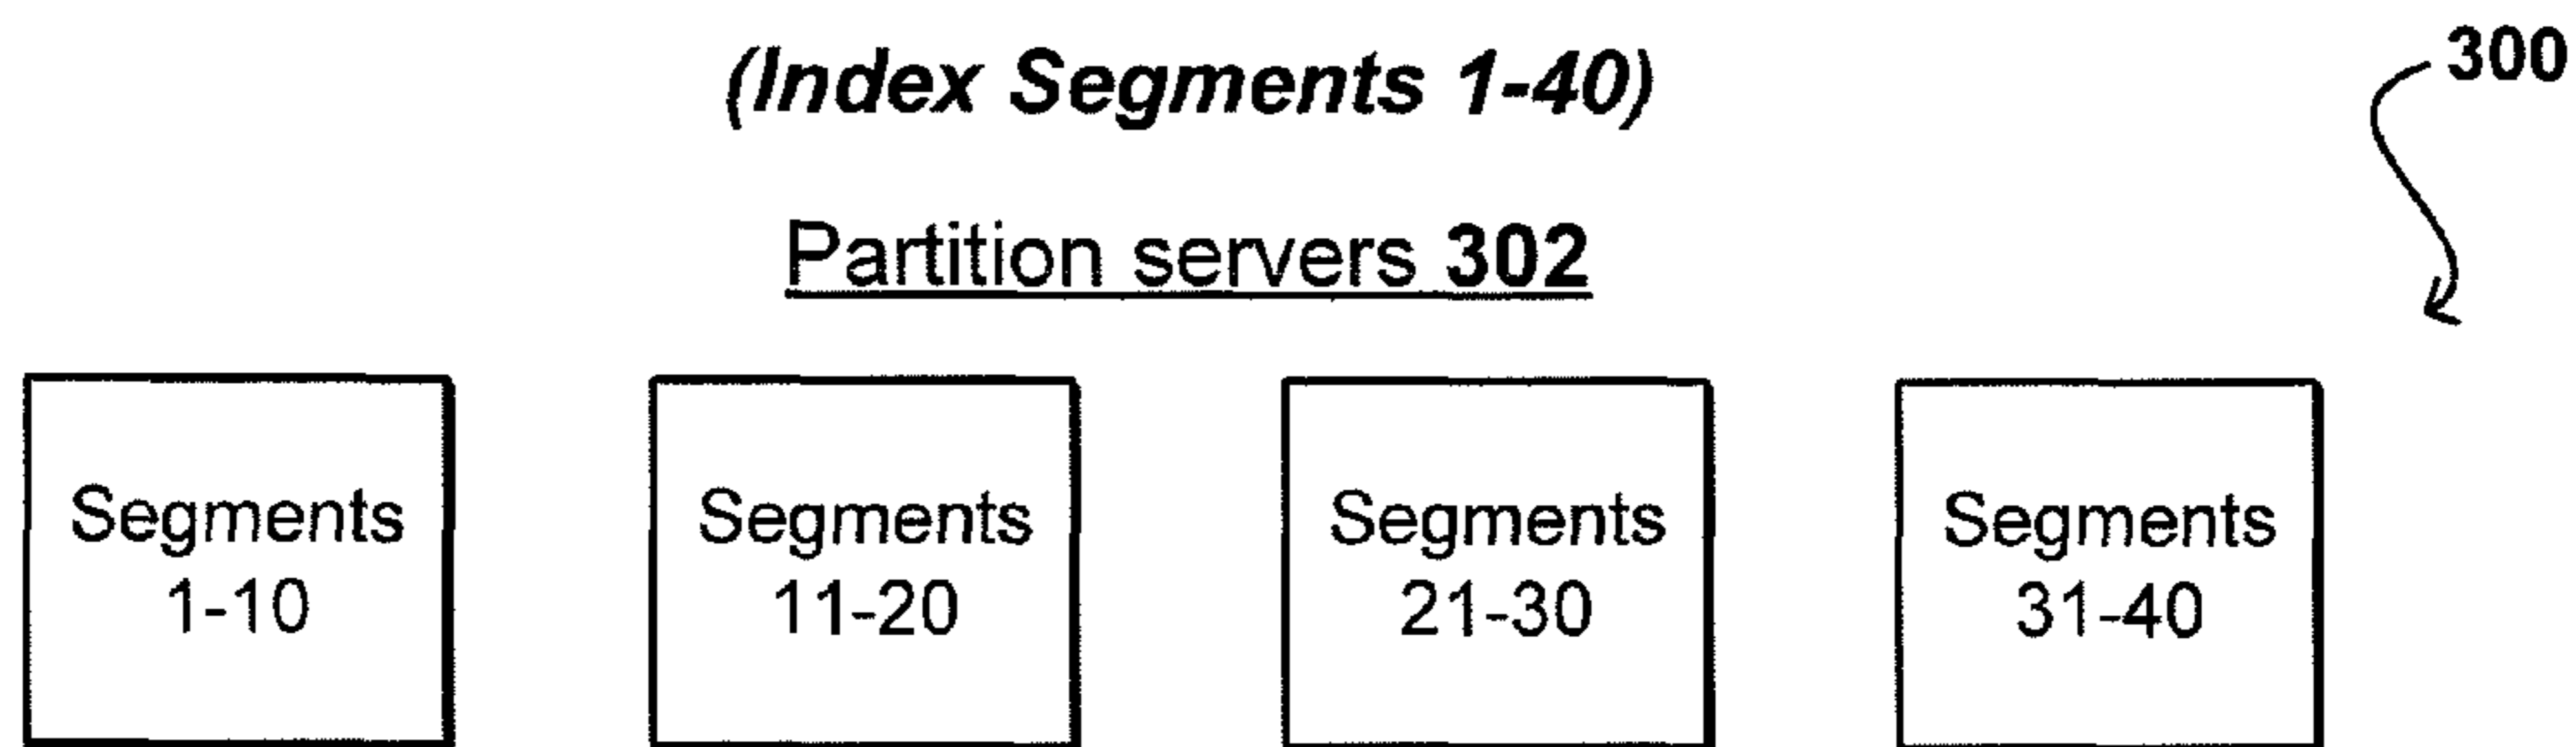 (Index Segments 1-40)
300
Partition servers 302
Segments
1-10
Segments
11-20
Segments
21-30
Segments
31-40